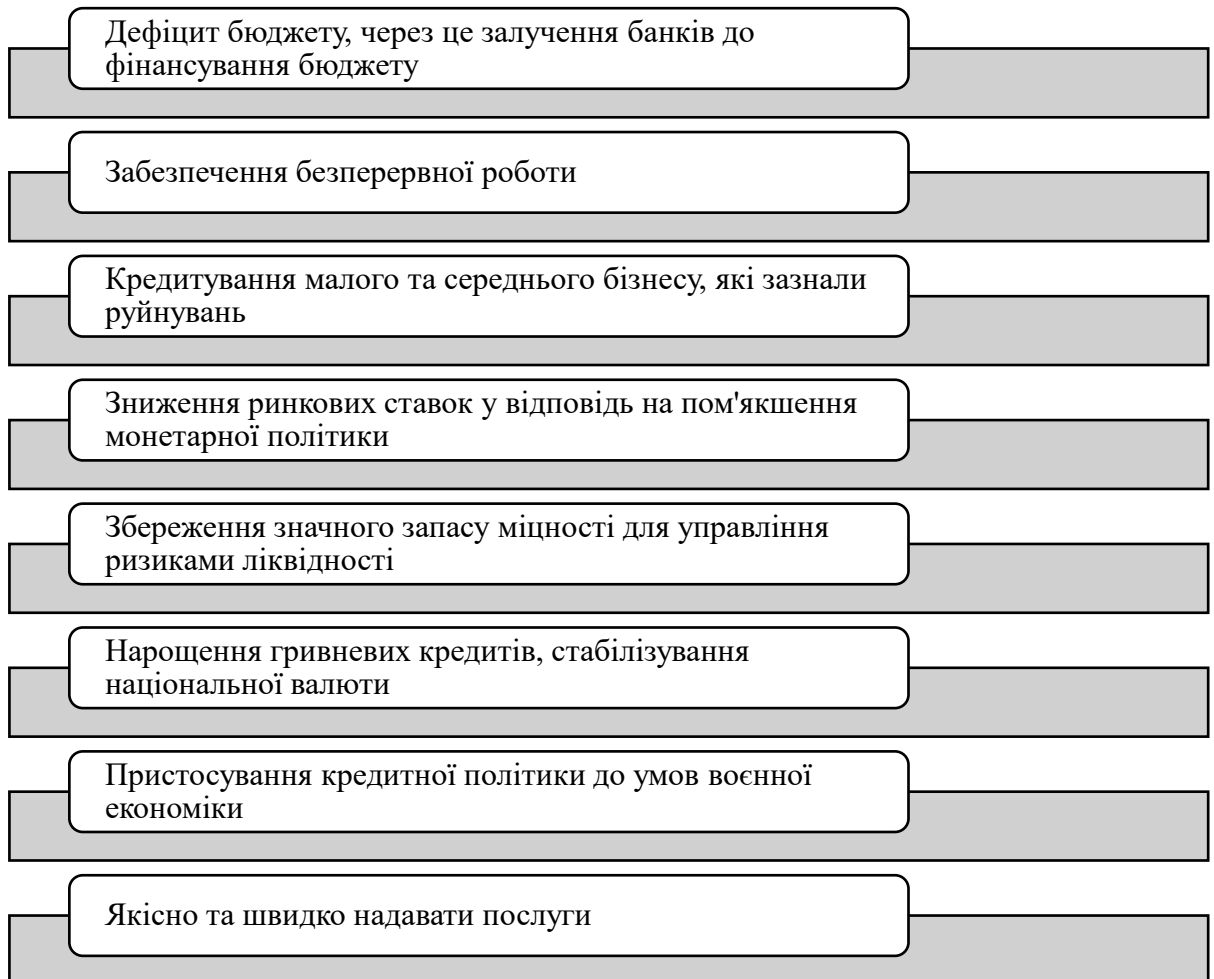 Дефіцит бюджету, через це залучення банків до
фінансування бюджету
Забезпечення безперервної роботи
Кредитування малого та середнього бізнесу, які зазнали
руйнувань
Зниження ринкових ставок у відповідь на пом'якшення
монетарної політики
Збереження значного запасу міцності для управління
ризиками ліквідності
Нарощення гривневих кредитів, стабілізування
національної валюти
Пристосування кредитної політики до умов воєнної
економіки
Якісно та швидко надавати послуги